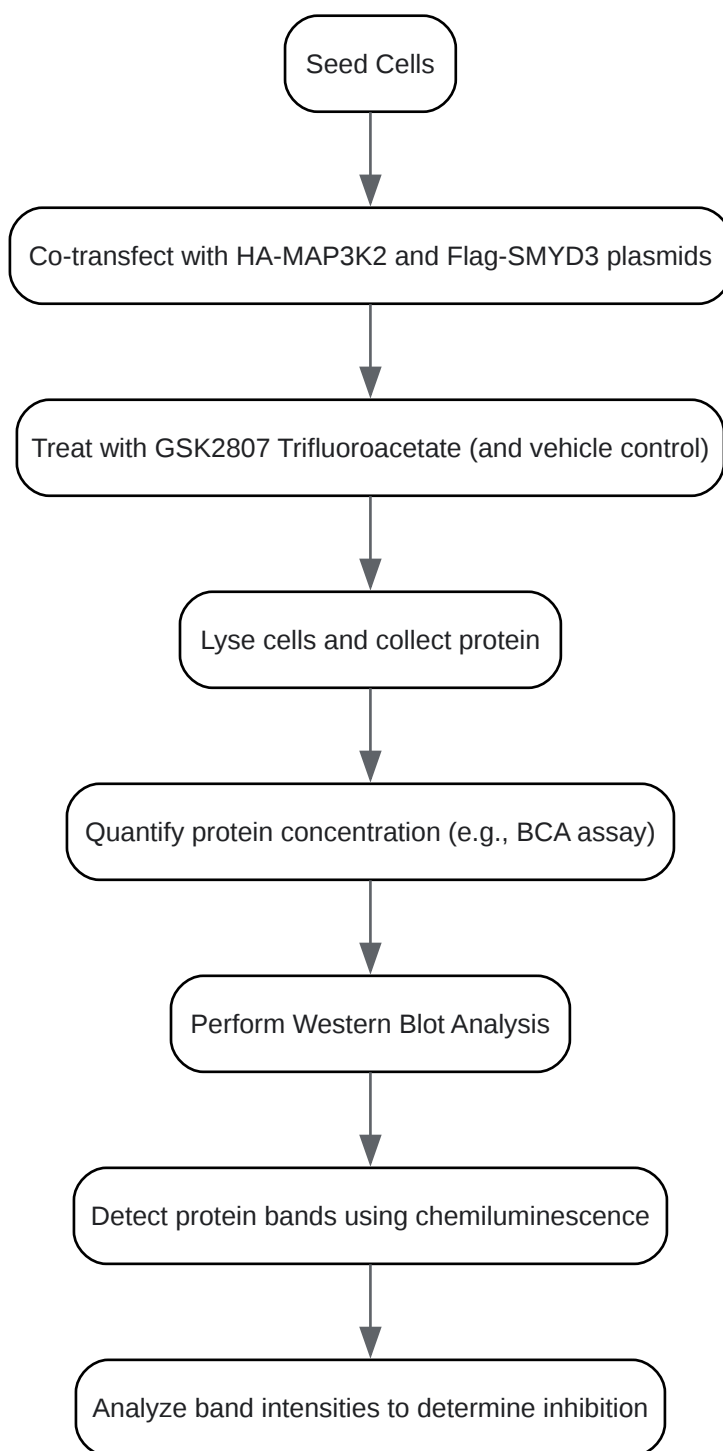 Seed Cells
Co-transfect with HA-MAP3K2 and Flag-SMYD3 plasmids
Treat with GSK2807 Trifluoroacetate (and vehicle control)
Lyse cells and collect protein
Quantify protein concentration (e.g., BCA assay)
Perform Western Blot Analysis
Detect protein bands using chemiluminescence
Analyze band intensities to determine inhibition